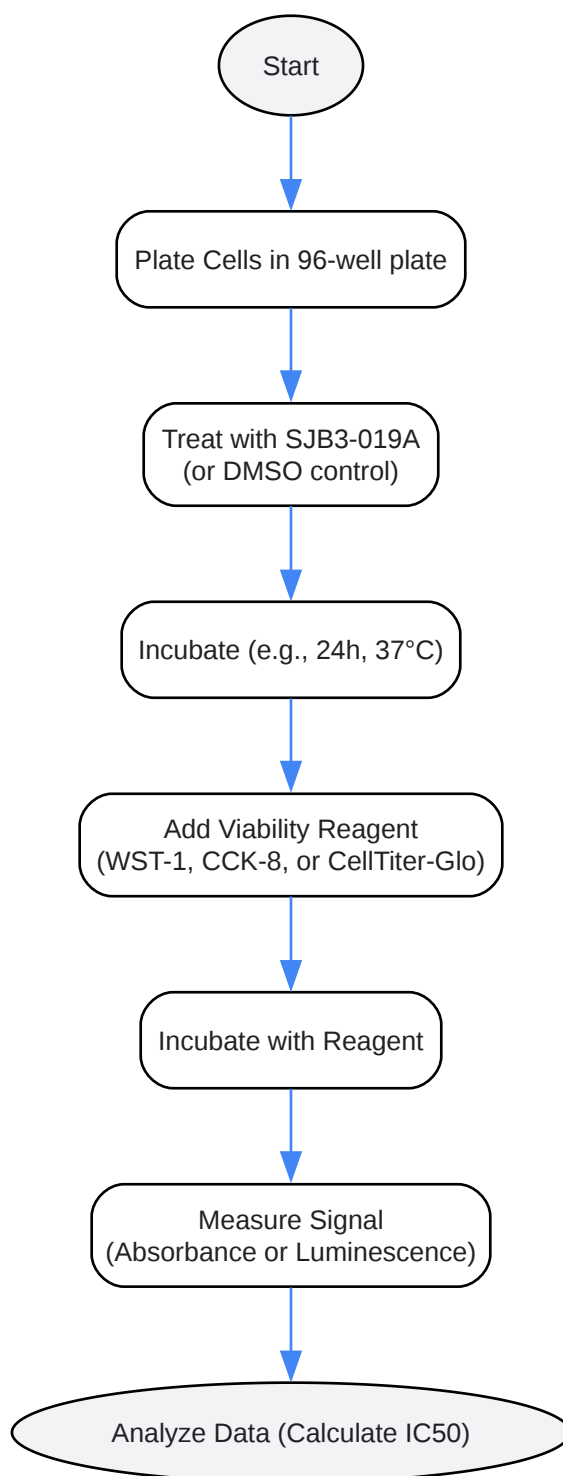 Start
Plate Cells in 96-well plate
Treat with SJB3-019A
(or DMSO control)
Incubate (e.g., 24h, 37°C)
Add Viability Reagent
(WST-1, CCK-8, or CellTiter-Glo)
Incubate with Reagent
Measure Signal
(Absorbance or Luminescence)
Analyze Data (Calculate IC50)